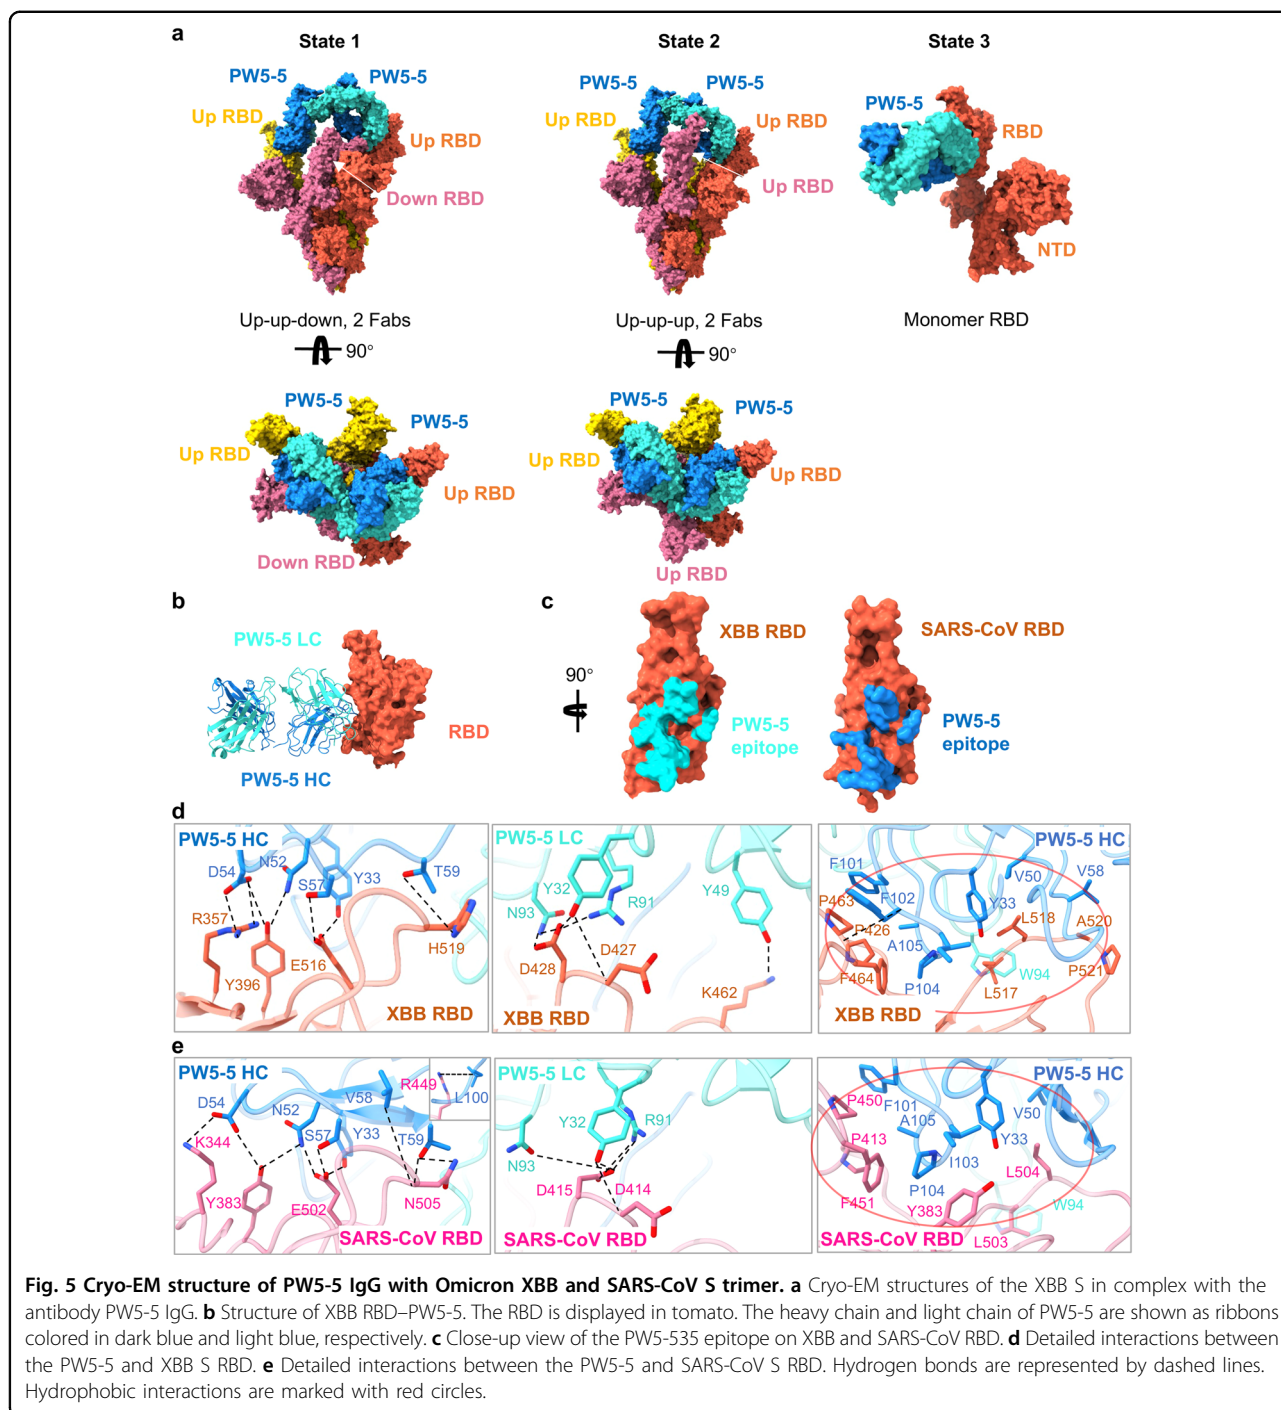 a
State 1
State 2
State 3
PW5-5
PW5-5
Up RBD
Up RBD
Down RBD
PW5-5
PW5-5
Up RBD
Up RBD
Up RBD
PW5-5
RBD
NTD
Up-up-down, 2 Fabs
Up-up-up, 2 Fabs
Monomer RBD
90°
90°
PW5-5
PW5-5
Up RBD
Up RBD
Down RBD
PW5-5
PW5-5
Up RBD
Up RBD
Up RBD
b
PW5-5 LC
RBD
PW5-5 HC
c
90°
XBB RBD
PW5-5
epitope
SARS-CoV RBD
PW5-5
epitope
d
PW5-5 HC
D54
N52
S57
Y33
T59
R357
Y396
E516
H519
XBB RBD
PW5-5 LC
Y32
N93
R91
Y49
D427
D428
K462
XBB RBD
PW5-5 HC
F101
F102
V50
V58
Y33
P463
P426
L518
A520
A105
F464
W94
P521
P104
L517
XBB RBD
e
PW5-5 HC
R449
L100
V58
D54
N52
S57
Y33
T59
K344
Y383
E502
N505
SARS-CoV RBD
PW5-5 LC
Y32
R91
N93
D415
D414
SARS-CoV RBD
PW5-5 HC
P450
F101
A105
V50
Y33
P413
I103
L504
P104
F451
Y383
W94
L503
SARS-CoV RBD
Fig. 5 Cryo-EM structure of PW5-5 IgG with Omicron XBB and SARS-CoV S trimer. a Cryo-EM structures of the XBB S in complex with the
antibody PW5-5 IgG. b Structure of XBB RBD–PW5-5. The RBD is displayed in tomato. The heavy chain and light chain of PW5-5 are shown as ribbons
colored in dark blue and light blue, respectively. c Close-up view of the PW5-535 epitope on XBB and SARS-CoV RBD. d Detailed interactions between
the PW5-5 and XBB S RBD. e Detailed interactions between the PW5-5 and SARS-CoV S RBD. Hydrogen bonds are represented by dashed lines.
Hydrophobic interactions are marked with red circles.